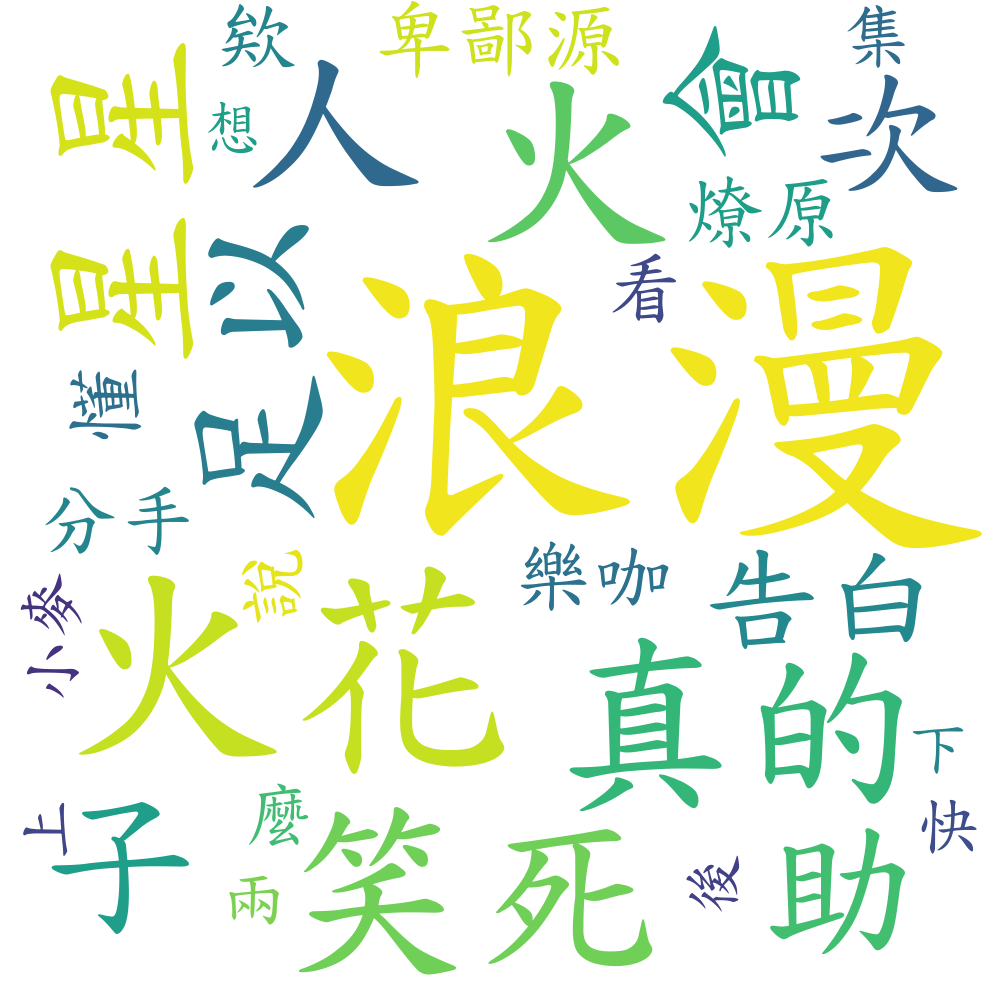 欸
卑鄙源
集
星星
想
人
火
會
次
燎原
足以
看
浪漫
懂
分手
說
樂咖
告白
小麥
火花
真的
下
上
子
麼
笑死
助
快
兩
後